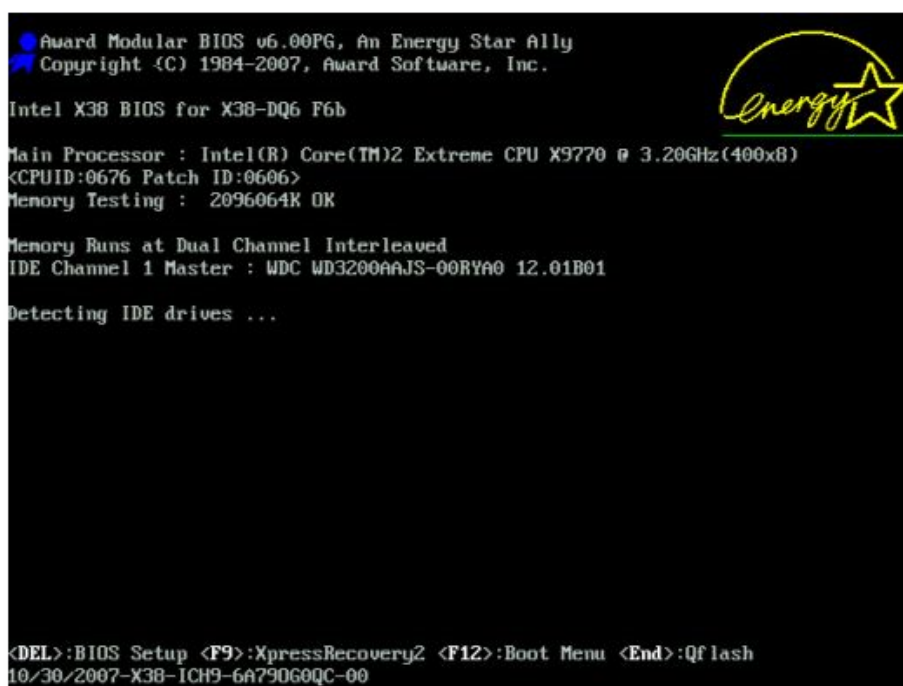 Award Modular BIOS v6.00PG, An Energy Star Ally
Copyright (C) 1984-2007, Award Software, Inc.
energy
Intel X38 BIOS for X38-DQ6 F6b
Main Processor : Intel(R) Core(TM)2 Extreme CPU X9770 @ 3.20GHz(400x8)
<CPUID:0676 Patch ID:0606>
Memory Testing :  2096064K OK
Memory Runs at Dual Channel Interleaved
IDE Channel 1 Master : WDC WD3200AAJS-00RYA0 12.01B01
Detecting IDE drives ...
<DEL>:BIOS Setup <F9>:XpressRecovery2 <F12>:Boot Menu <End>:Qflash
10/30/2007-X38-ICH9-6A79OG0QC-00